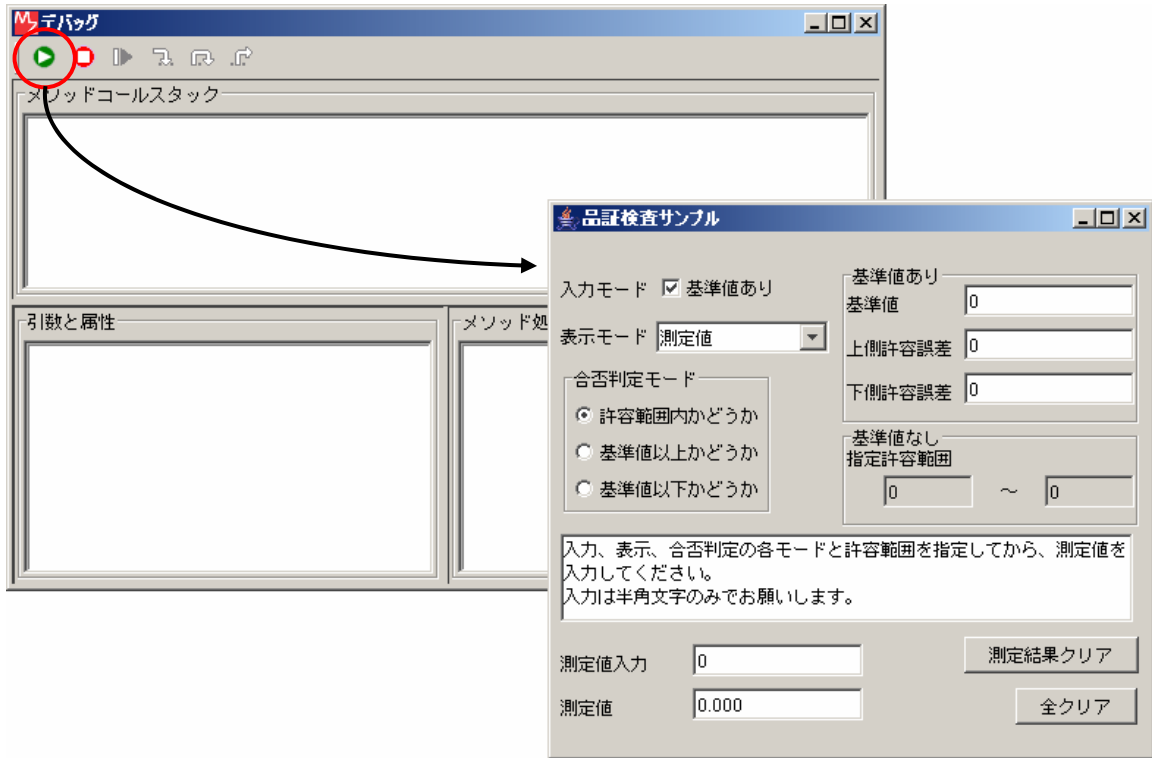 デバッグ
メソッドコールスタック
引数と属性
メソッド処
品証検査サンプル
入力モード
基準値あり
表示モード
測定値
合否判定モード
許容範囲内かどうか
基準値以上かどうか
基準値以下かどうか
基準値あり
基準値
0
上側許容誤差
0
下側許容誤差
0
基準値なし
指定許容範囲
0 ～ 0
入力、表示、合否判定の各モードと許容範囲を指定してから、測定値を
入力してください。
入力は半角文字のみでお願いします。
測定値入力
0
測定結果クリア
測定値
0.000
全クリア